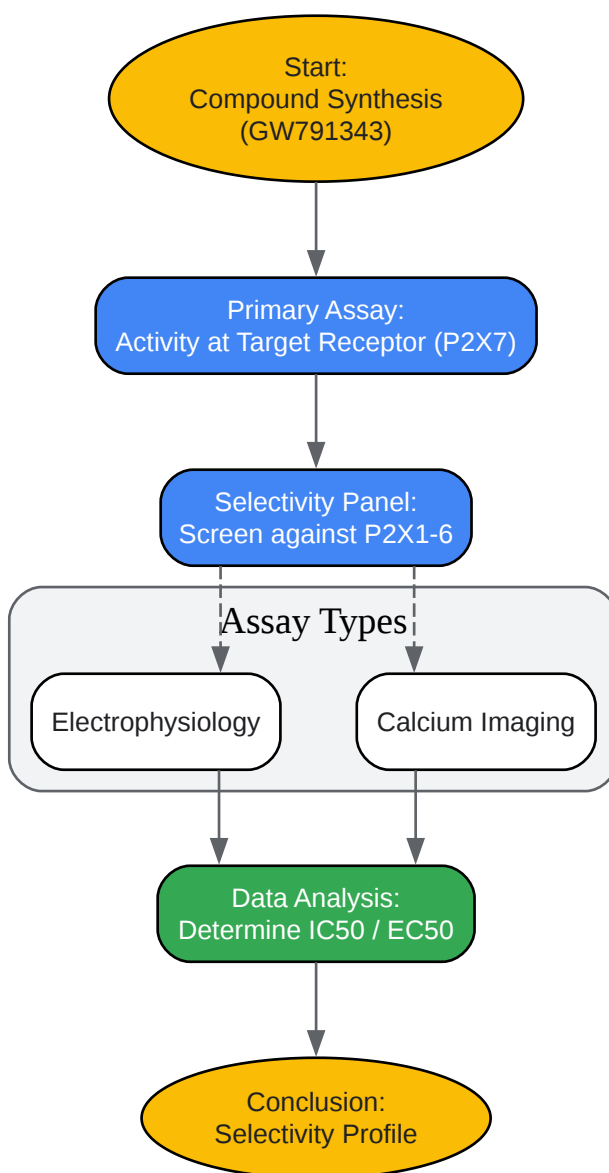 Start:
Compound Synthesis
(GW791343)
Primary Assay:
Activity at Target Receptor (P2X7)
Selectivity Panel:
Screen against P2X1-6
Assay Types
Electrophysiology
Calcium Imaging
Data Analysis:
Determine IC50 / EC50
Conclusion:
Selectivity Profile